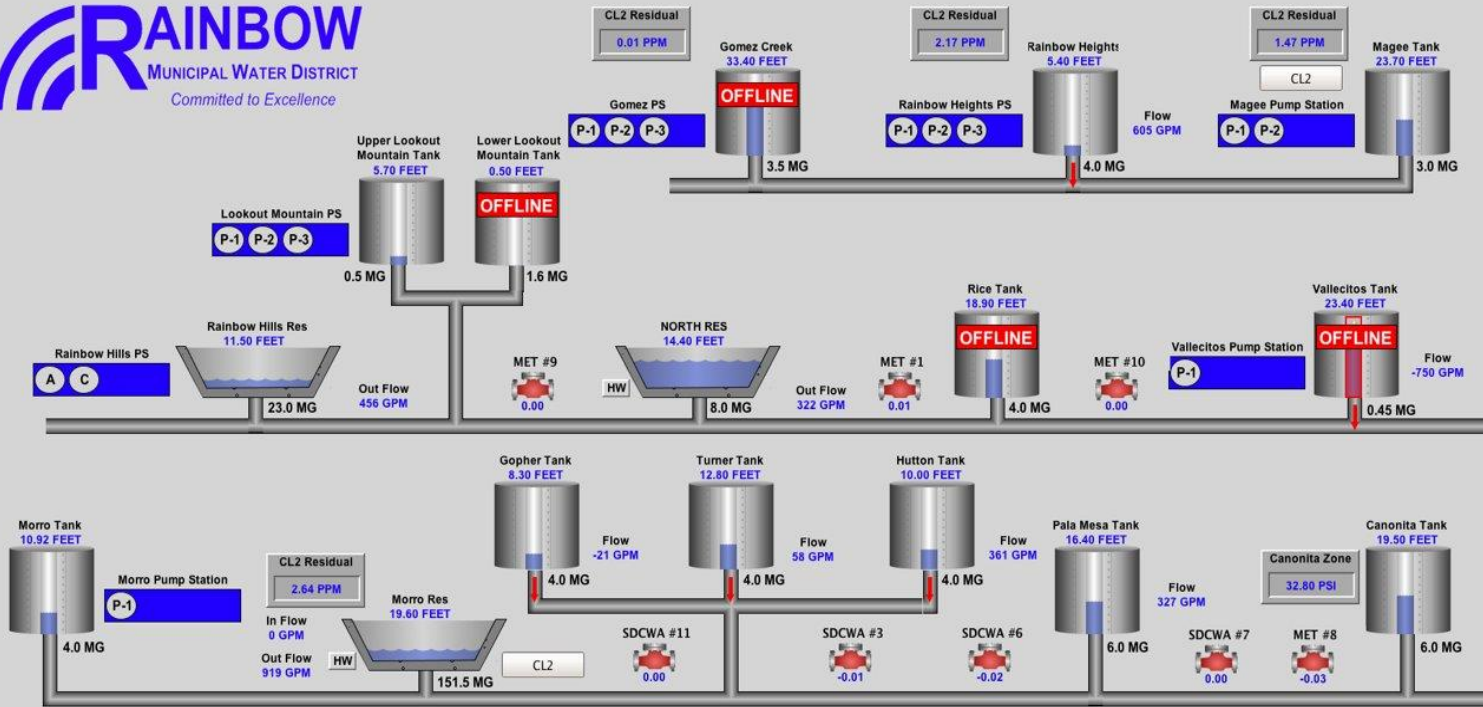 RAINBOW
MUNICIPAL WATER DISTRICT
Committed to Excellence
CL2 Residual
0.01 PPM
Gomez Creek
33.40 FEET
OFFLINE
Gomez PS
P-1 P-2 P-3
3.5 MG
CL2 Residual
2.17 PPM
Rainbow Heights
5.40 FEET
Rainbow Heights PS
P-1 P-2 P-3
4.0 MG
Flow
605 GPM
CL2 Residual
1.47 PPM
CL2
Magee Tank
23.70 FEET
Magee Pump Station
P-1 P-2
3.0 MG
Upper Lookout
Mountain Tank
5.70 FEET
Lower Lookout
Mountain Tank
0.50 FEET
OFFLINE
Lookout Mountain PS
P-1 P-2 P-3
0.5 MG
1.6 MG
Rainbow Hills Res
11.50 FEET
Rainbow Hills PS
A C
23.0 MG
Out Flow
456 GPM
MET #9
0.00
NORTH RES
14.40 FEET
HW
8.0 MG
Out Flow
322 GPM
MET #1
0.01
Rice Tank
18.90 FEET
OFFLINE
4.0 MG
MET #10
0.00
Vallecitos Tank
23.40 FEET
OFFLINE
Vallecitos Pump Station
P-1
Flow
-750 GPM
0.45 MG
Gopher Tank
8.30 FEET
Flow
-21 GPM
4.0 MG
Turner Tank
12.80 FEET
Flow
58 GPM
4.0 MG
Hutton Tank
10.00 FEET
Flow
361 GPM
4.0 MG
Morro Tank
10.92 FEET
Morro Pump Station
P-1
4.0 MG
CL2 Residual
2.64 PPM
In Flow
0 GPM
Out Flow
919 GPM
HW
Morro Res
19.60 FEET
CL2
151.5 MG
SDCWA #11
0.00
SDCWA #3
-0.01
SDCWA #6
-0.02
Pala Mesa Tank
16.40 FEET
Flow
327 GPM
6.0 MG
SDCWA #7
0.00
MET #8
-0.03
Canonita Zone
32.80 PSI
Canonita Tank
19.50 FEET
6.0 MG